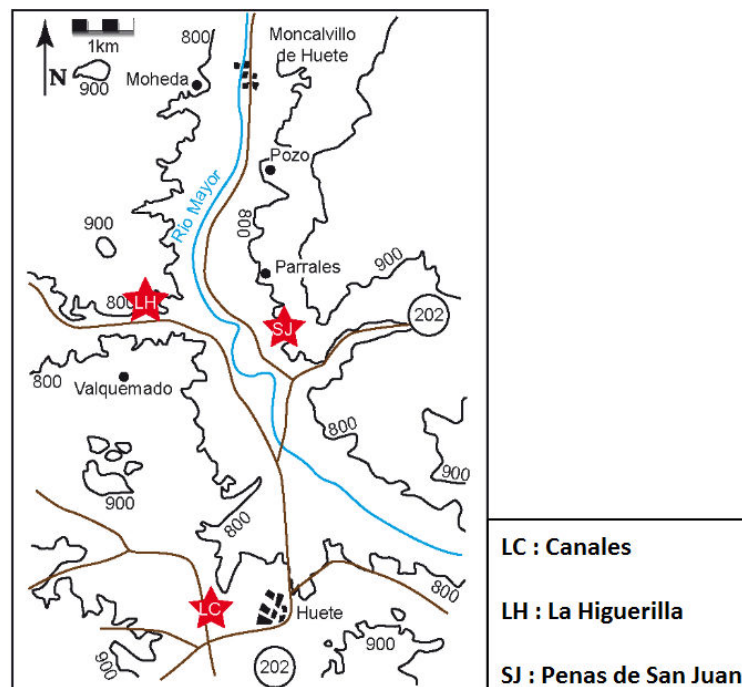 800
Moncalvillo
de Huete
1km
N
900
Moheda
Pozo
Rio Mayor
800
900
Parrales
900
800
LH
SJ
202
800
Valquemado
800
900
900
800
LC
Huete
800
900
900
202
LC : Canales
LH : La Higuerilla
SJ : Penas de San Juan